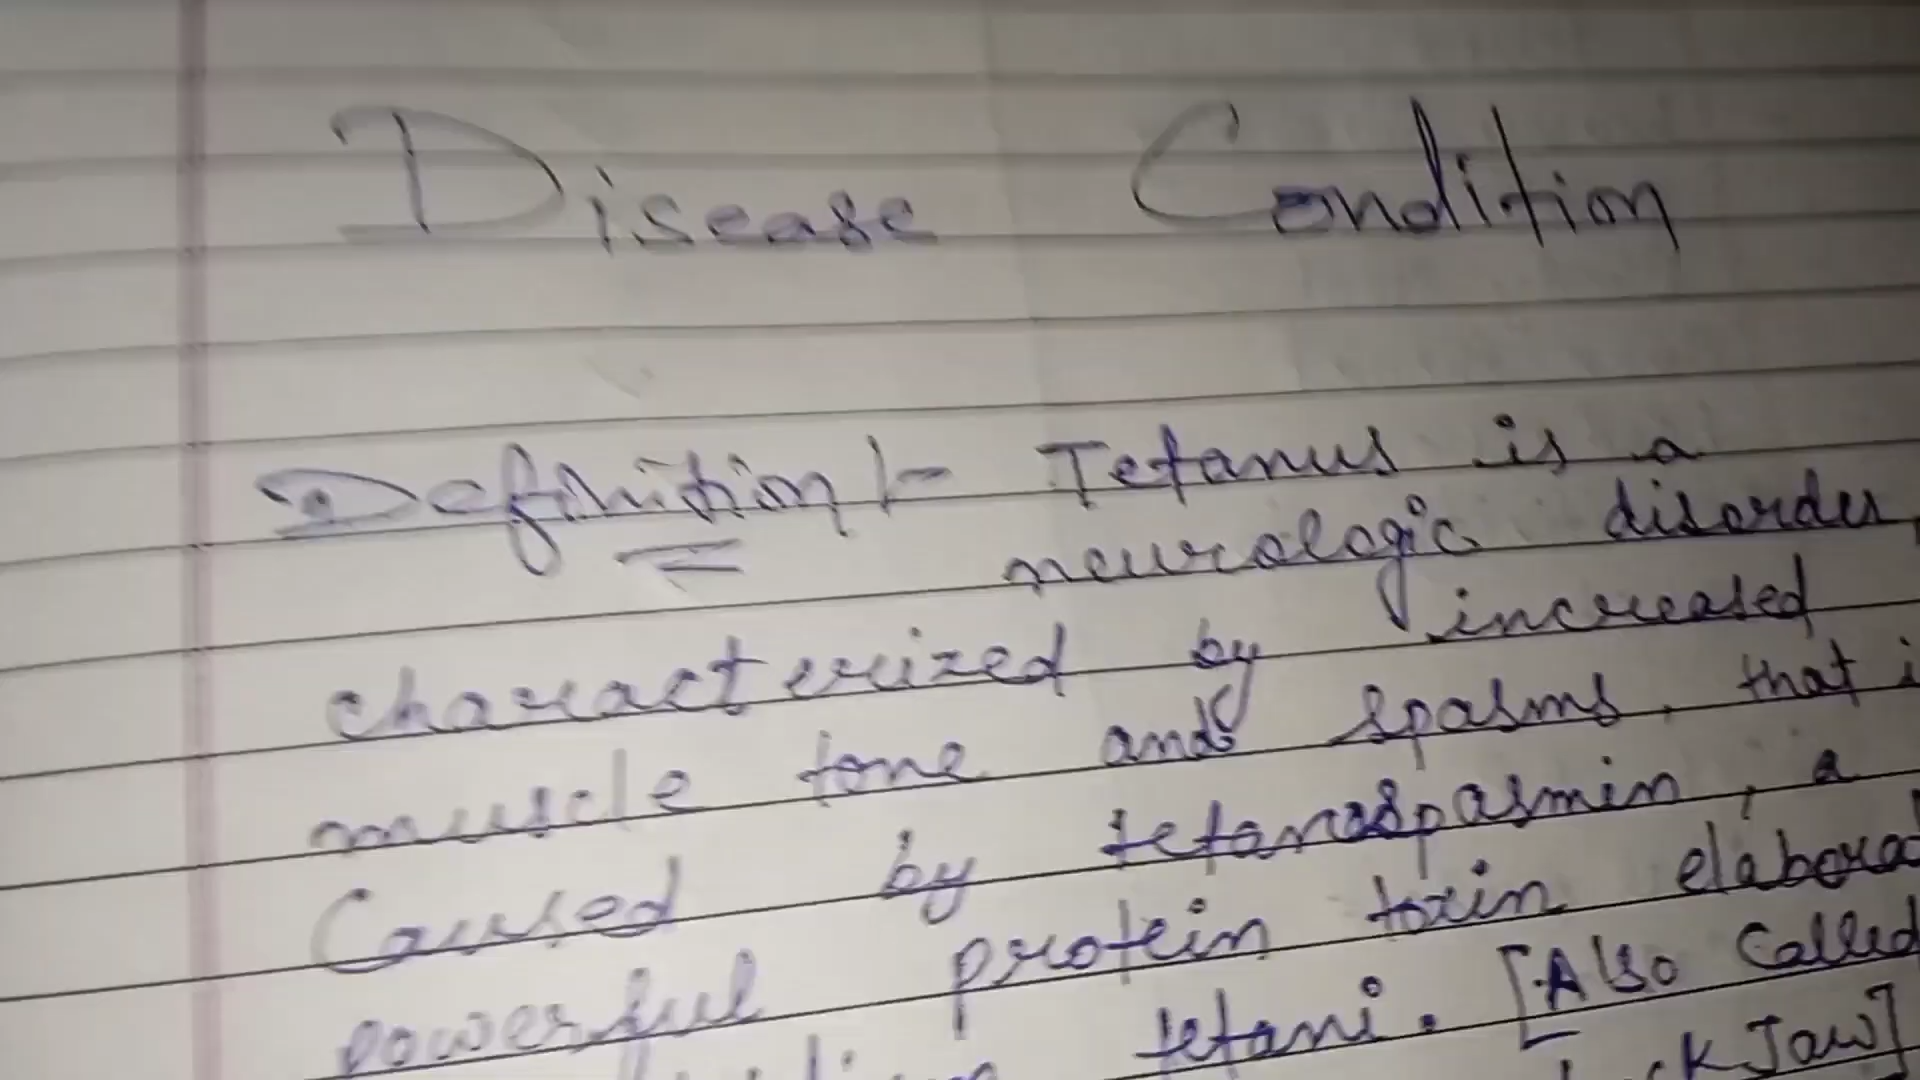 Disease Condition
Definition :- Tetanus is a
neurologic disorder,
characterized by increased
muscle tone and spasms, that
Caused by tetanospasmin, a
powerful protein toxin
tetani. [Also Called
Jaw]